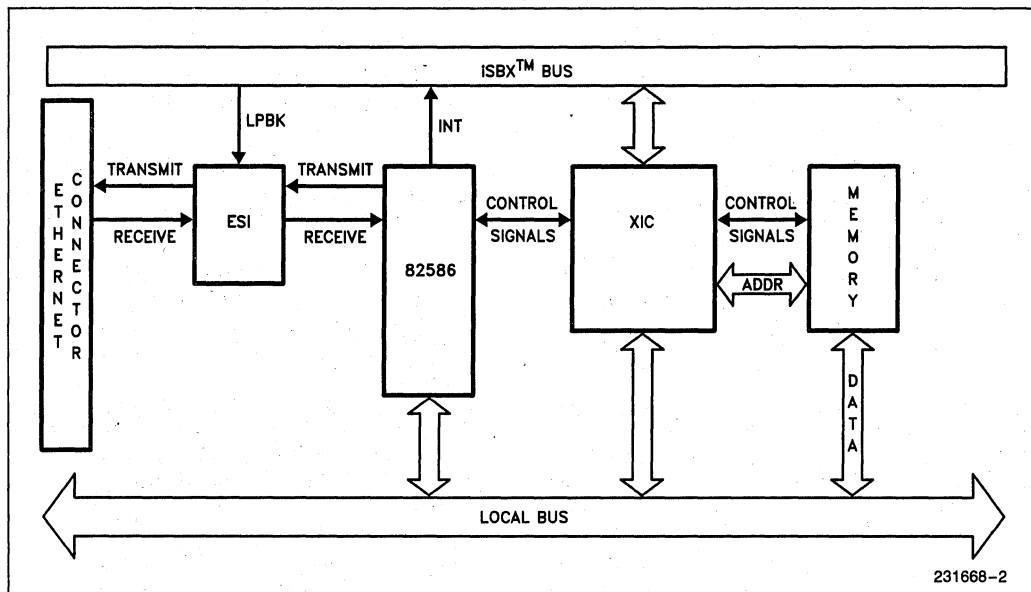 iSBX™ BUS
LPBK
INT
ETHERNET
CONNECTOR
TRANSMIT
RECEIVE
ESI
TRANSMIT
RECEIVE
82586
CONTROL
SIGNALS
XIC
CONTROL
SIGNALS
ADDR
MEMORY
DATA
LOCAL BUS
231668-2